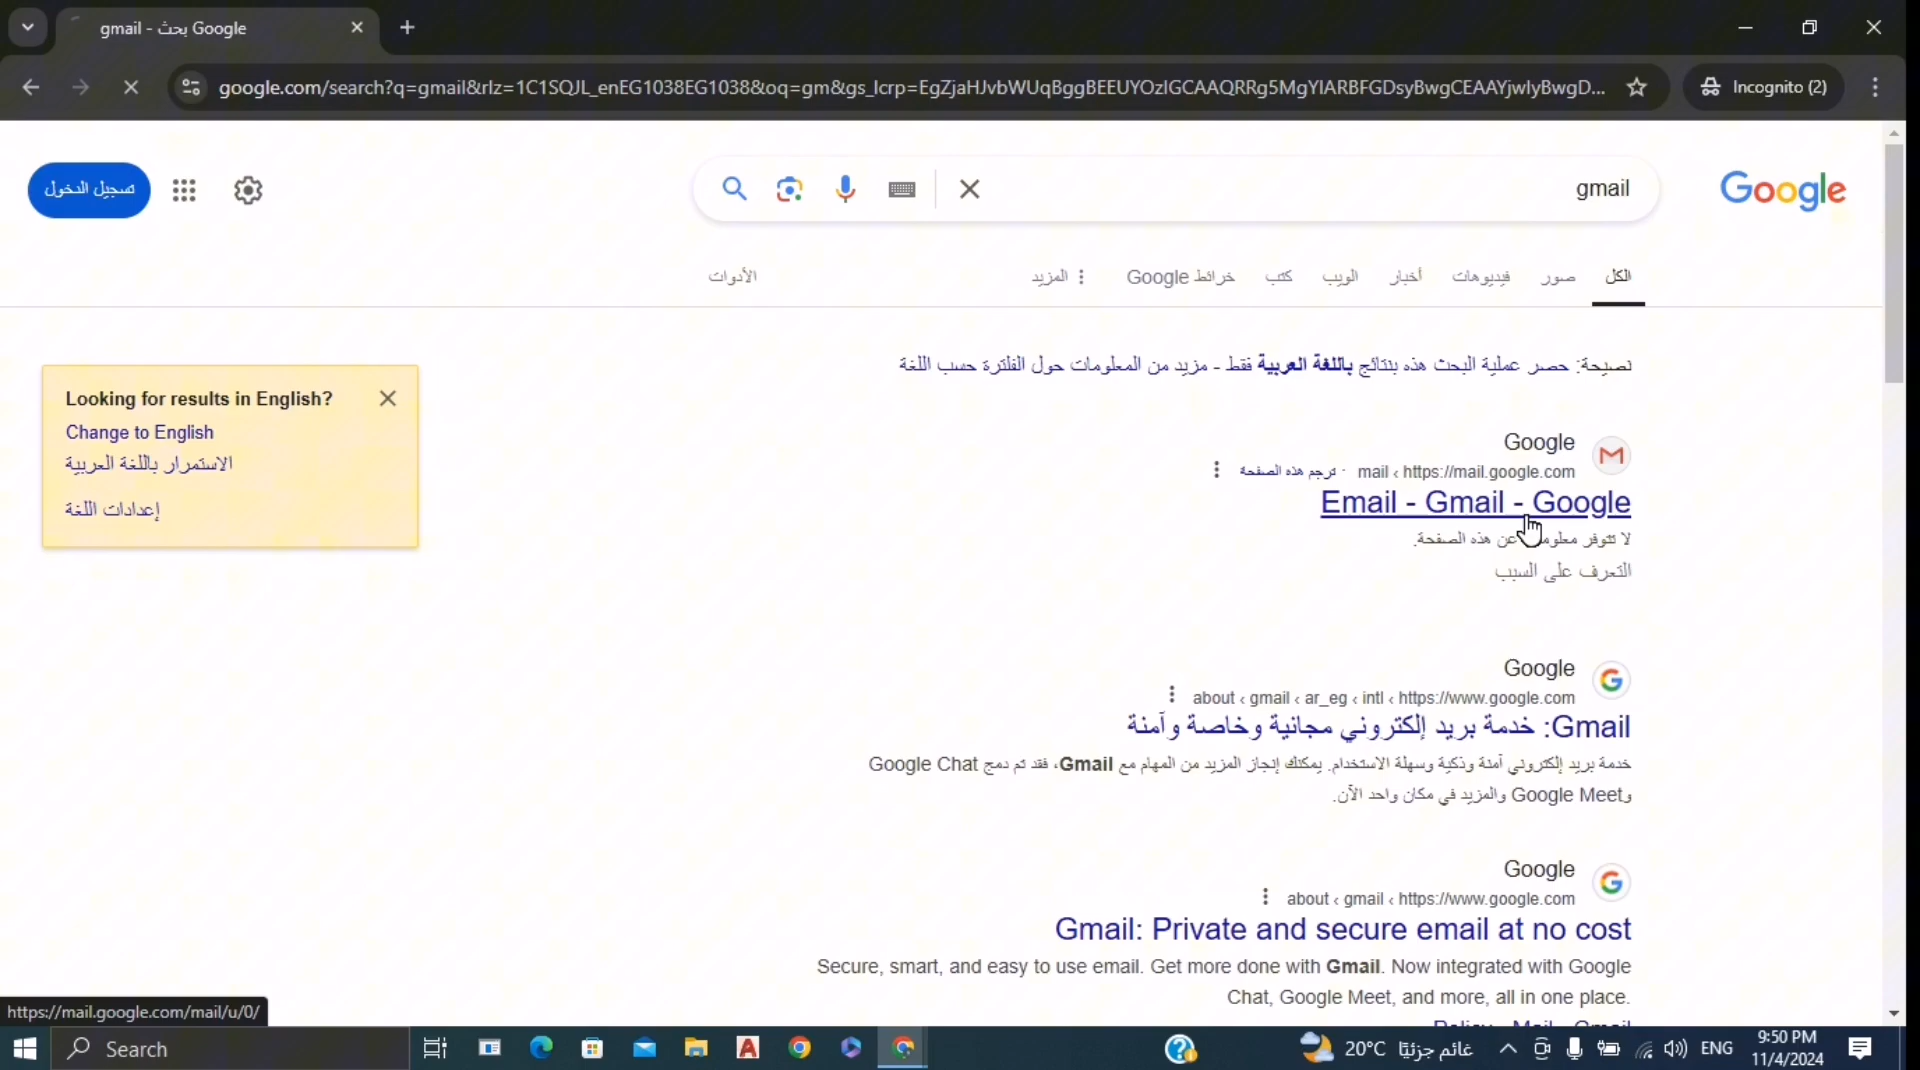 gmail - بحث Google
google.com/search?q=gmail&rlz=1C1SQJL_enEG1038EG1038&oq=gm&gs_lcrp=EgZjaHJvbWUqBggBEEUYOzIGCAAQRRg5MgYIARBFGDsyBwgCEAAYjwIyBwgD...
Incognito (2)
تسجيل الدخول
gmail
Google
الكل صور فيديوهات أخبار الويب كتب خرائط Google المزيد الأدوات
نصيحة: حصر عملية البحث هذه بنتائج باللغة العربية فقط - مزيد من المعلومات حول الفلترة حسب اللغة
Looking for results in English?
Change to English
الاستمرار باللغة العربية
إعدادات اللغة
Google
https://mail.google.com › mail · ترجم هذه الصفحة
Email - Gmail - Google
لا تتوفر عن هذه الصفحة.
التعرف على السبب
Google
https://www.google.com › intl › ar_eg › gmail › about
Gmail: خدمة بريد إلكتروني مجانية وخاصة وآمنة
خدمة بريد إلكتروني آمنة وذكية وسهلة الاستخدام. يمكنك إنجاز المزيد من المهام مع Gmail، فقد تم دمج Google Chat
وGoogle Meet والمزيد في مكان واحد الآن.
Google
https://www.google.com › gmail › about
Gmail: Private and secure email at no cost
Secure, smart, and easy to use email. Get more done with Gmail. Now integrated with Google
Chat, Google Meet, and more, all in one place.
https://mail.google.com/mail/u/0/
Search
20°C غائم جزئيًا
ENG
9:50 PM
11/4/2024